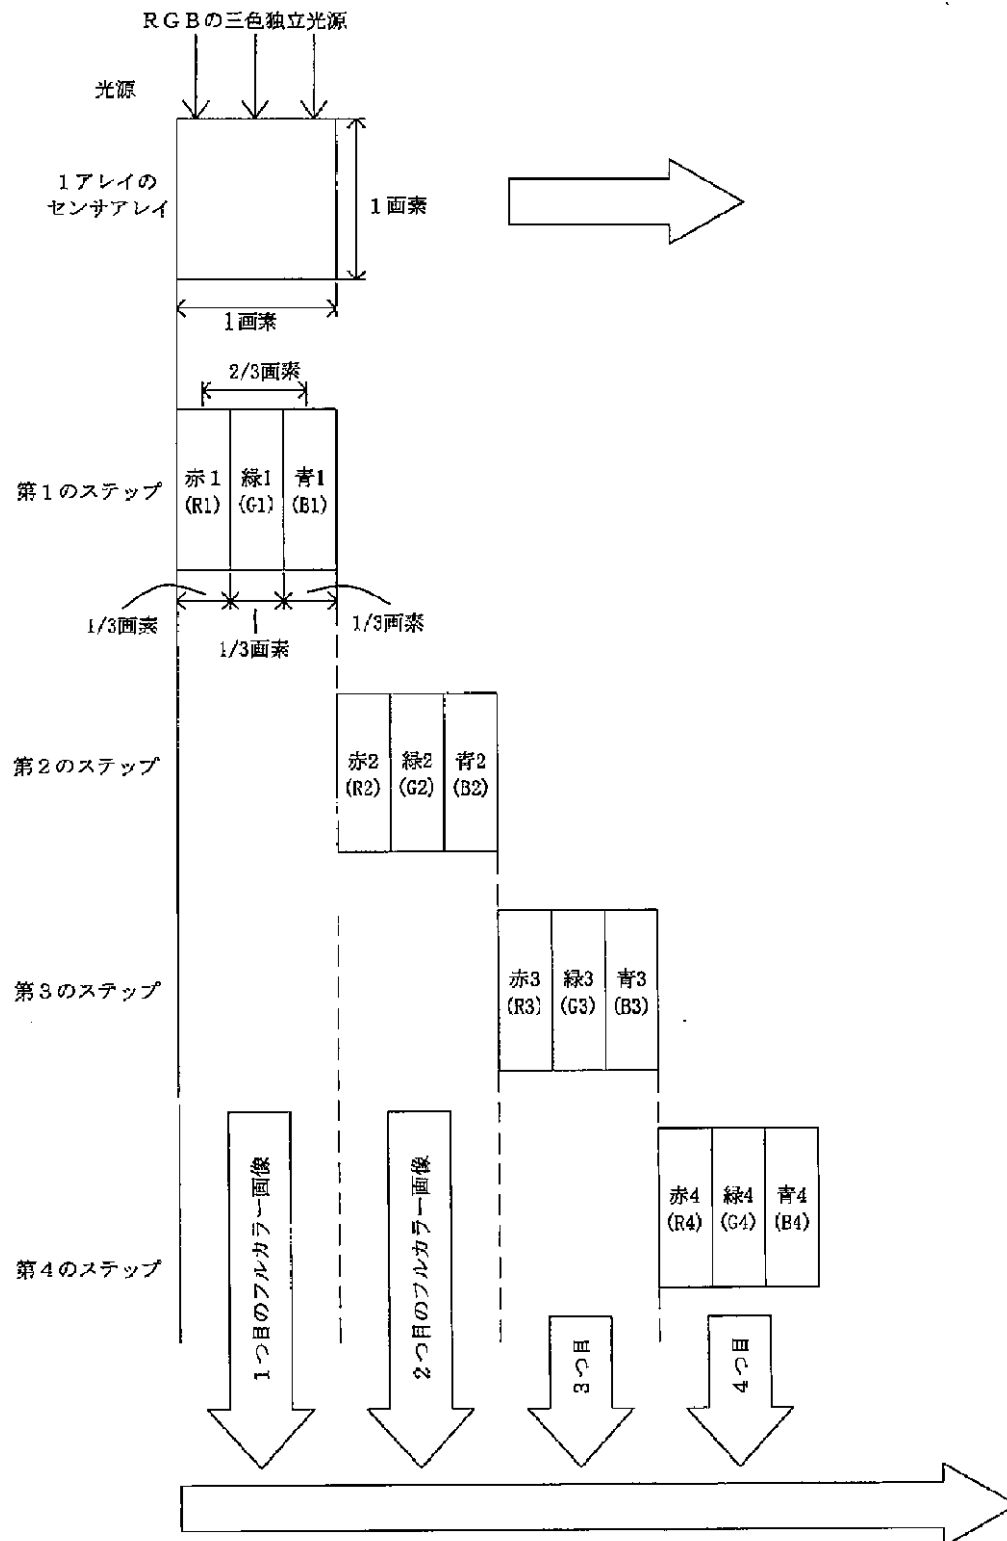 RGBの三色独立光源
光源
1アレイの
センサアレイ
1画素
1画素
2/3画素
第1のステップ
赤1
(R1)
緑1
(G1)
青1
(B1)
1/3画素
1/3画素
1/3画素
第2のステップ
赤2
(R2)
緑2
(G2)
青2
(B2)
第3のステップ
赤3
(R3)
緑3
(G3)
青3
(B3)
第4のステップ
赤4
(R4)
緑4
(G4)
青4
(B4)
1つ目のフルカラー画像
2つ目のフルカラー画像
3つ目
4つ目